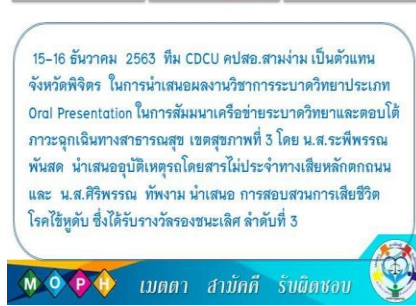 15-16 ธันวาคม 2563 ทีม CDCU คปสอ.สามง่าม เป็นตัวแทน
จังหวัดพิจิตร ในการนำเสนอผลงานวิชาการระบาดวิทยาประเภท
Oral Presentation ในการสัมมนาเครือข่ายระบาดวิทยาและตอบโต้
ภาวะฉุกเฉินทางสาธารณสุข เขตสุขภาพที่ 3 โดย น.ส.ระพีพรรณ
พันสด นำเสนออุบัติเหตุรถโดยสารไม่ประจำทางเสียหลักตกถนน
และ น.ส.ศิริพรรณ ทัพงาม นำเสนอ การสอบสวนการเสียชีวิต
โรคไข้หูดับ ซึ่งได้รับรางวัลรองชนะเลิศ ลำดับที่ 3
MOPH เมตตา สามัคคี รับผิดชอบ